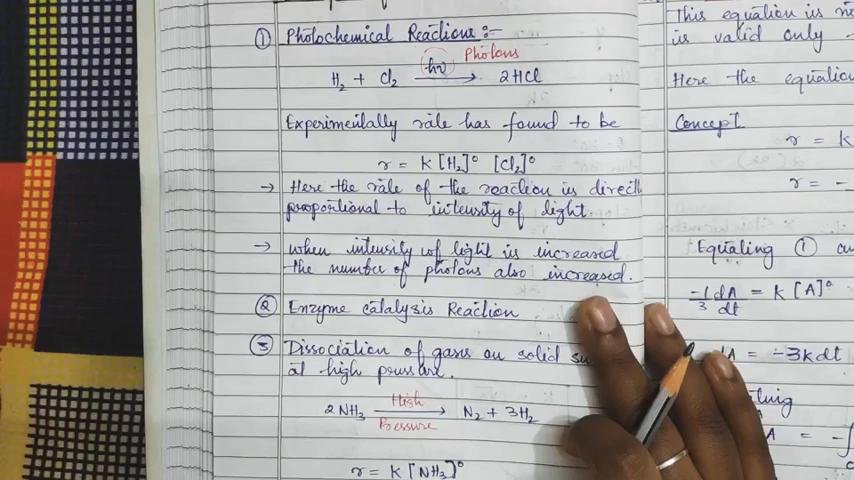 ① Photochemical Reactions :-
H₂ + Cl₂ —hν→ 2HCl
Photons
Experimentally rate has found to be
r = K [H₂]⁰ [Cl₂]⁰
→ Here the rate of the reaction is direct
proportional to intensity of light.
→ when intensity of light is increased
the number of photons also increased.
② Enzyme catalysis Reaction
③ Dissociation of gases on solid su
at high pressure.
2NH₃ —High Pressure→ N₂ + 3H₂
r = K [NH₃]⁰
This equation is
is valid only
Here the equation
Concept
r = K
r = -
Equating ①
-1/3 dA/dt = K [A]⁰
dA = -3kdt
A = -∫